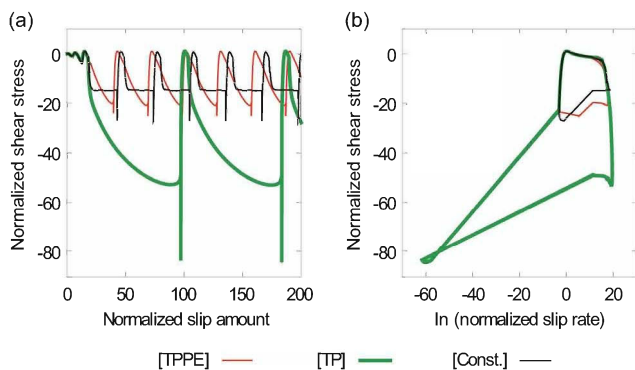 (a)
(b)
Normalized shear stress
0
-20
-40
-60
-80
0
50
100
150
200
Normalized slip amount
Normalized shear stress
0
-20
-40
-60
-80
-60
-40
-20
0
20
ln (normalized slip rate)
[TPPE]
[TP]
[Const.]